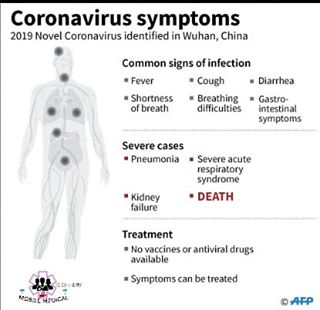 Coronavirus symptoms
2019 Novel Coronavirus identified in Wuhan, China
Common signs of infection
Fever
Cough
Diarrhea
Shortness
of breath
Breathing
difficulties
Gastro-
intestinal
symptoms
Severe cases
Pneumonia
Severe acute
respiratory
syndrome
Kidney
failure
DEATH
Treatment
No vaccines or antiviral drugs
available
Symptoms can be treated
MOBILE MEDICAL
© AFP